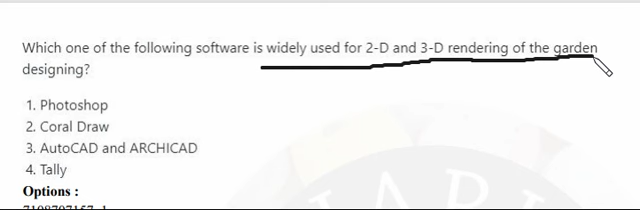 Which one of the following software is widely used for 2-D and 3-D rendering of the garden
designing?
1. Photoshop
2. Coral Draw
3. AutoCAD and ARCHICAD
4. Tally
Options :